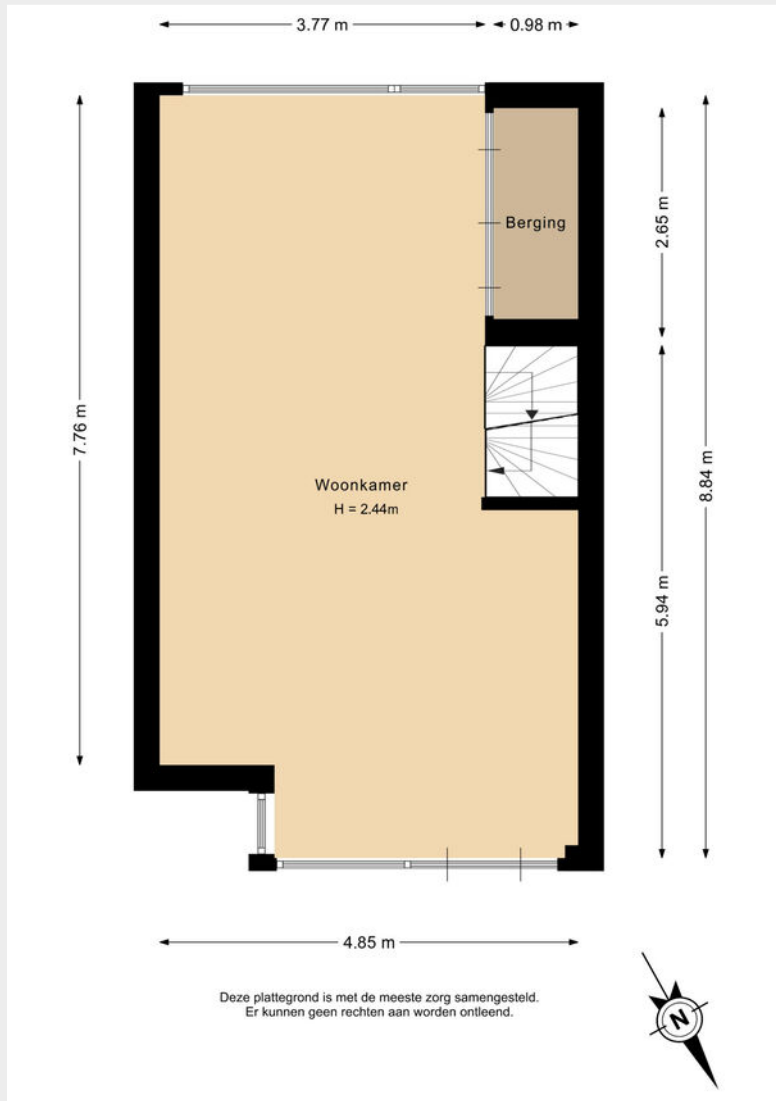 3.77 m
0.98 m
2.65 m
Berging
7.76 m
8.84 m
Woonkamer
H = 2.44m
5.94 m
4.85 m
Deze plattegrond is met de meeste zorg samengesteld.
Er kunnen geen rechten aan worden ontleend.
N